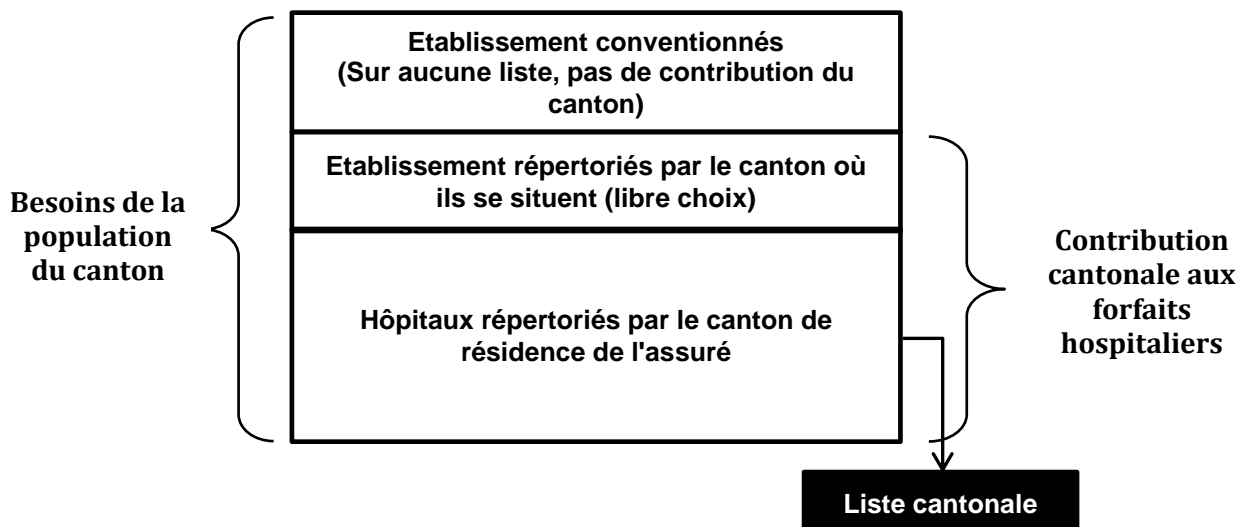 Etablissement conventionnés
(Sur aucune liste, pas de contribution du
canton)
Etablissement répertoriés par le canton où
ils se situent (libre choix)
Besoins de la
population
du canton
Contribution
cantonale aux
forfaits
hospitaliers
Hôpitaux répertoriés par le canton de
résidence de l'assuré
Liste cantonale